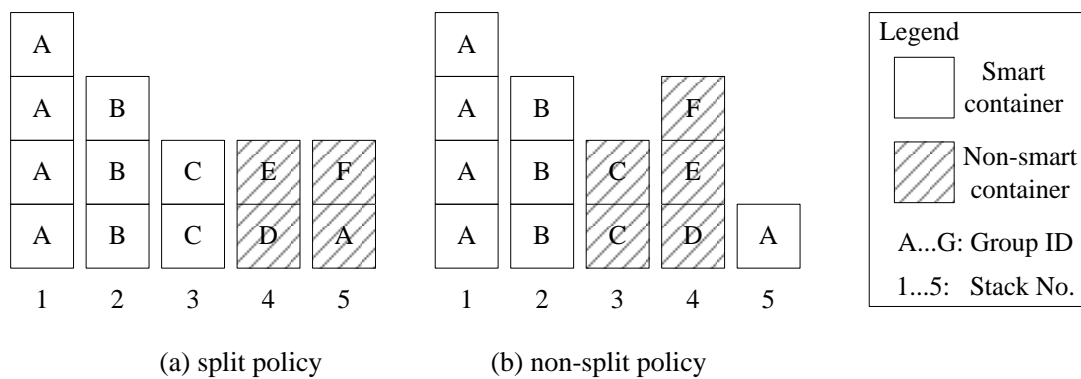 A
A B F
A B C E F A B C E
A B C D A A B C D A
1 2 3 4 5 1 2 3 4 5
(a) split policy (b) non-split policy
Legend
Smart
container
Non-smart
container
A...G: Group ID
1...5: Stack No.